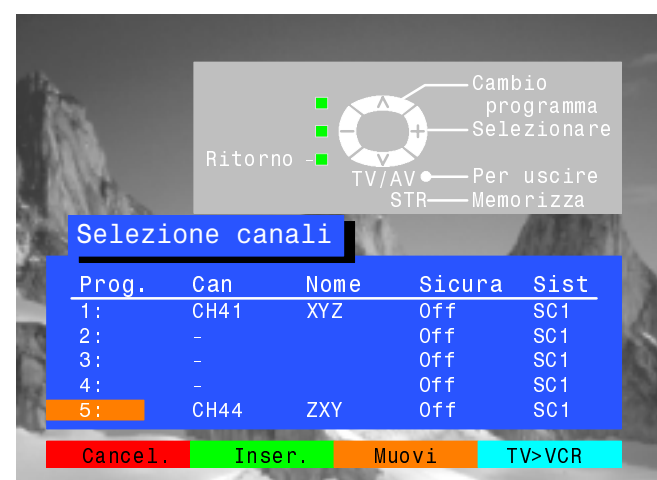 Cambio
programma
Selezionare
Ritorno
TV/AV Per uscire
STR Memorizza
Selezione canali
Prog. Can Nome Sicura Sist
1: CH41 XYZ Off SC1
2: - Off SC1
3: - Off SC1
4: - Off SC1
5: CH44 ZXY Off SC1
Cancel. Inser. Muovi TV>VCR